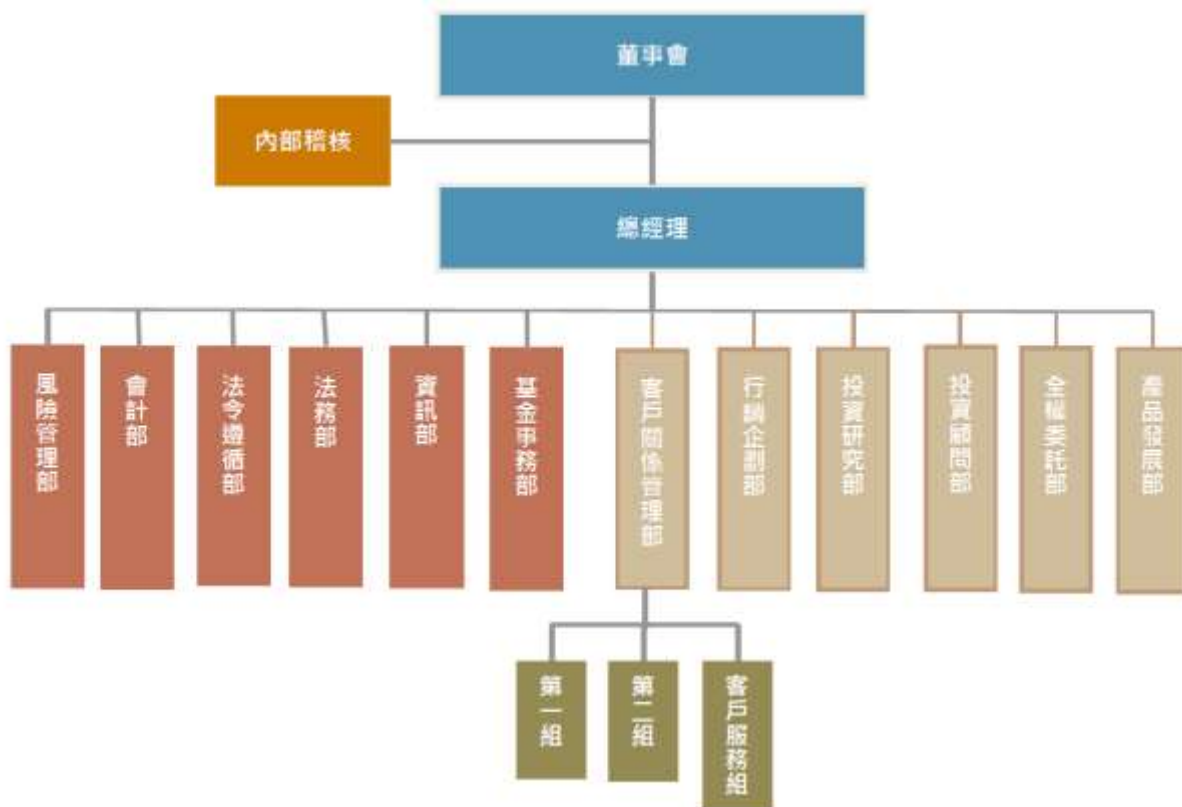 董事會
內部稽核
總經理
風險管理部
會計部
法令遵循部
法務部
資訊部
基金事務部
客戶關係管理部
行銷企劃部
投資研究部
投資顧問部
全權委託部
產品發展部
第一組
第二組
客戶服務組